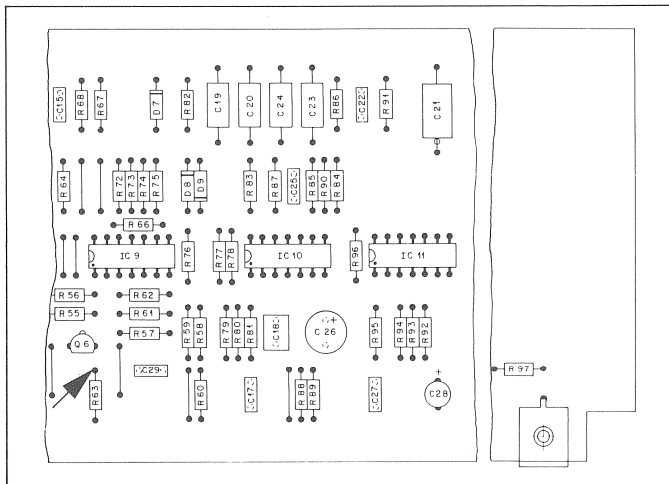 C15 R68 R67 D7 R82 C19 C20 C24 C23 R86 C22 R91 C21
R64 R72 R73 R74 R75 D8 D9 R83 R87 C25 R85 R90 R84
R66
IC 9 R76 R77 R78 IC 10 R96 IC 11
R56 R62
R55 R61
R57 R59 R58 R79 R80 R81 C18 + C26 R95 R94 R93 R92
Q6
C29 R97
R63 R60 C17 R88 R89 C27 + C28